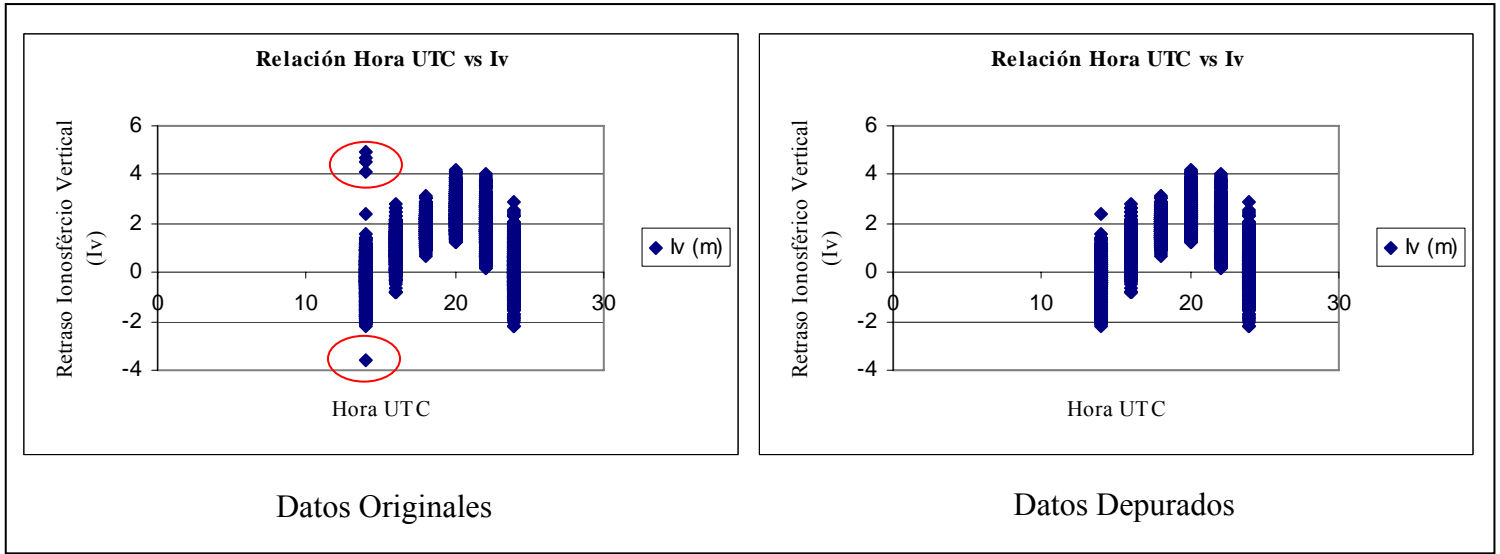 Relación Hora UTC vs Iv
Retraso Ionosfércio Vertical
(Iv)
6
4
2
0
-2
-4
0
10
20
30
Iv (m)
Hora UTC
Datos Originales
Relación Hora UTC vs Iv
Retraso Ionosférico Vertical
(Iv)
6
4
2
0
-2
-4
0
10
20
30
Iv (m)
Hora UTC
Datos Depurados